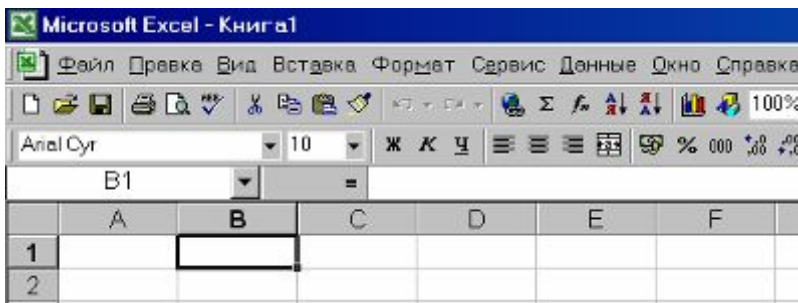 Microsoft Excel - Книга1
Файл Правка Вид Вставка Формат Сервис Данные Окно Справка
Σ fx 100%
Arial Cyr 10 Ж К Ч % 000
B1 =
A B C D E F
1
2